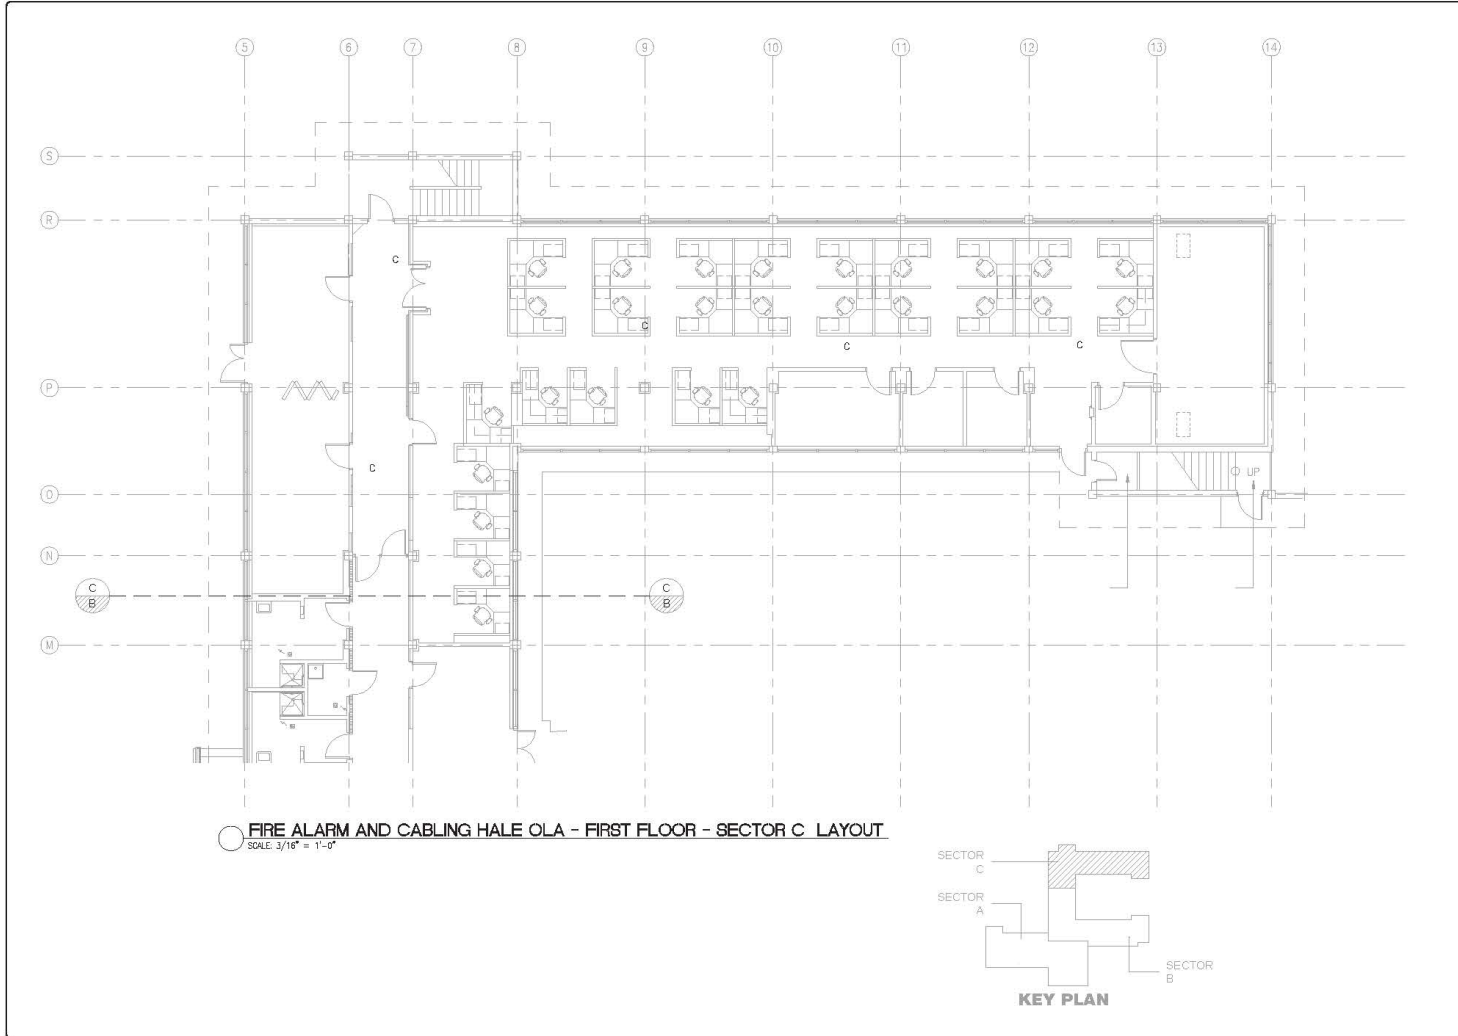 5 6 7 8 9 10 11 12 13 14
S
R
C
C
C
C
P
C
O
UP
N
C C
B B
M
FIRE ALARM AND CABLING HALE OLA - FIRST FLOOR - SECTOR C LAYOUT
SCALE: 3/16" = 1'-0"
SECTOR
C
SECTOR
A
SECTOR
B
KEY PLAN